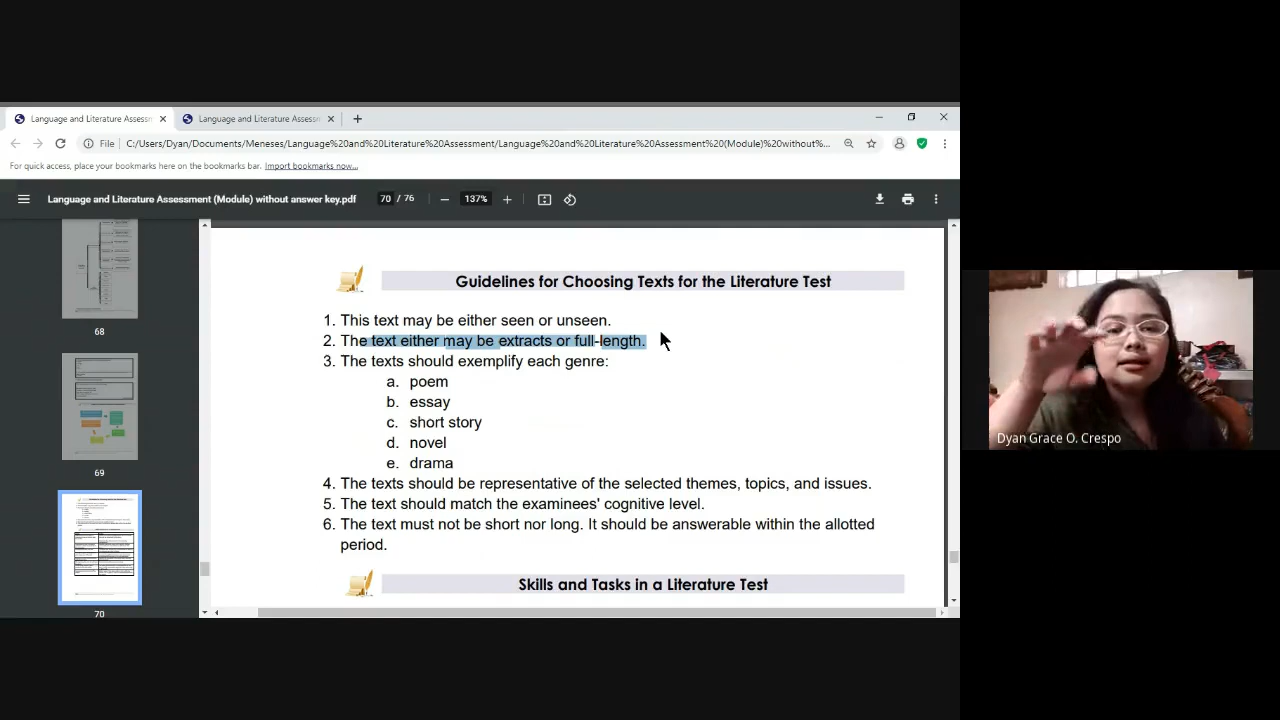 Language and Literature Assessm
Language and Literature Assess
File
C:/Users/Dyan/Documents/Meneses/Language%20and%20Literature%20Assessment/Language%20and%20Literature%20Assessment%20(Module)%20without%...
For quick access, place your bookmarks here on the bookmarks bar. Import bookmarks now...
Language and Literature Assessment (Module) without answer key.pdf
70 / 76
137%
68
69
70
Guidelines for Choosing Texts for the Literature Test
1. This text may be either seen or unseen.
2. The text either may be extracts or full-length.
3. The texts should exemplify each genre:
a. poem
b. essay
c. short story
d. novel
e. drama
4. The texts should be representative of the selected themes, topics, and issues.
5. The text should match the examinees' cognitive level.
6. The text must not be short nor long. It should be answerable within the allotted
period.
Skills and Tasks in a Literature Test
Dyan Grace O. Crespo